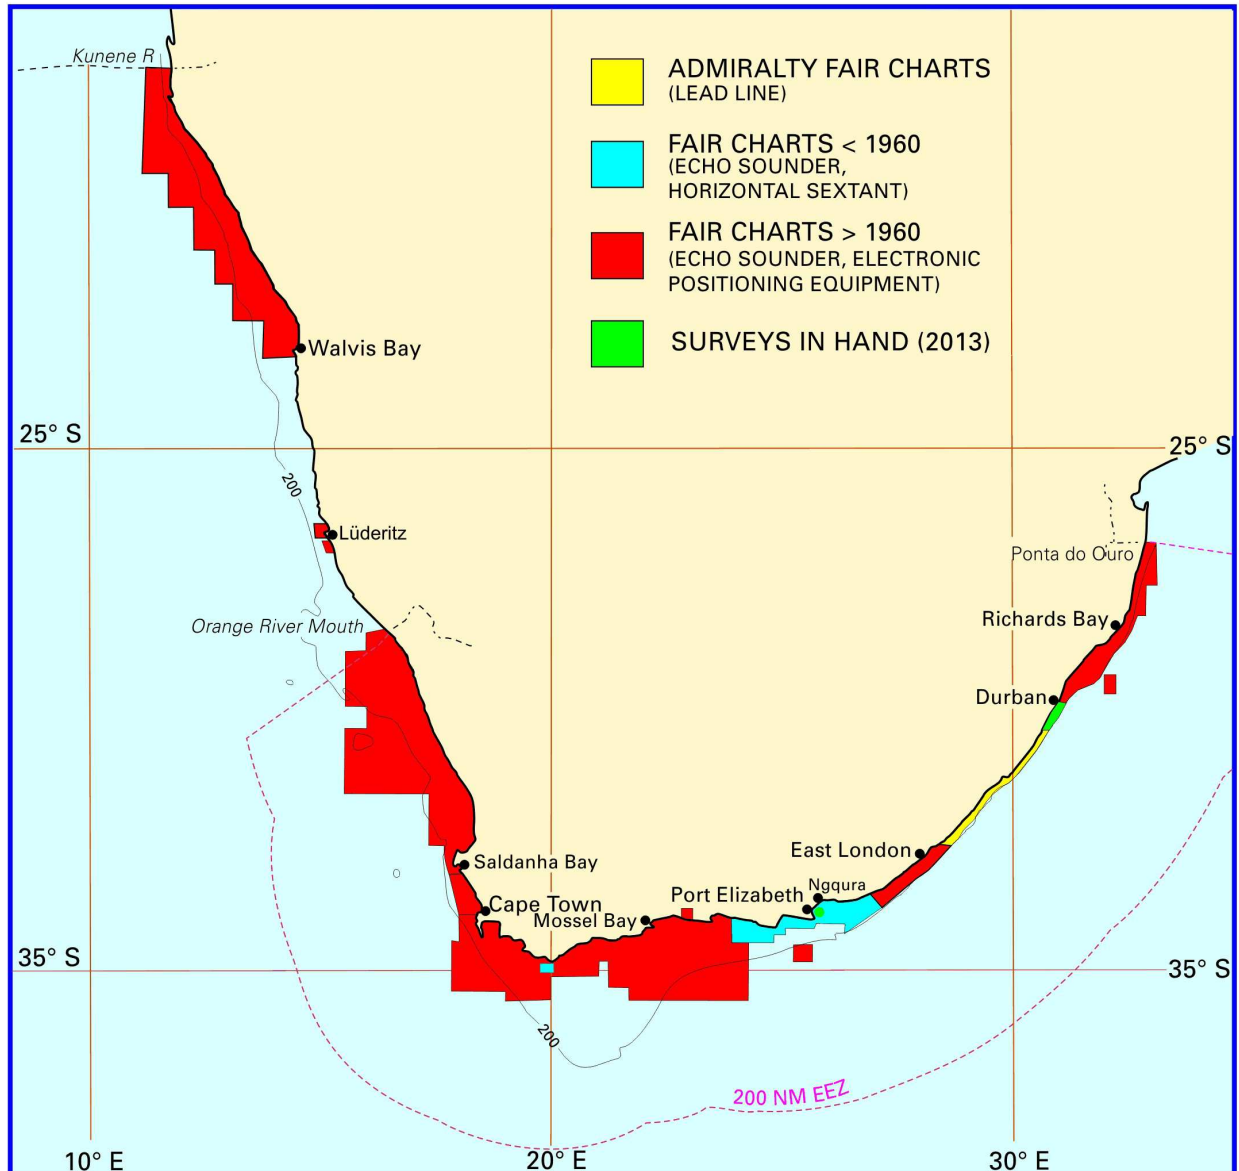 Kunene R
ADMIRALTY FAIR CHARTS
(LEAD LINE)
FAIR CHARTS < 1960
(ECHO SOUNDER,
HORIZONTAL SEXTANT)
FAIR CHARTS > 1960
(ECHO SOUNDER, ELECTRONIC
POSITIONING EQUIPMENT)
SURVEYS IN HAND (2013)
Walvis Bay
25° S
25° S
200
Lüderitz
Ponta do Ouro
Richards Bay
Orange River Mouth
Durban
East London
Saldanha Bay
Ngqura
Port Elizabeth
Cape Town
Mossel Bay
35° S
35° S
200
200 NM EEZ
10° E
20° E
30° E